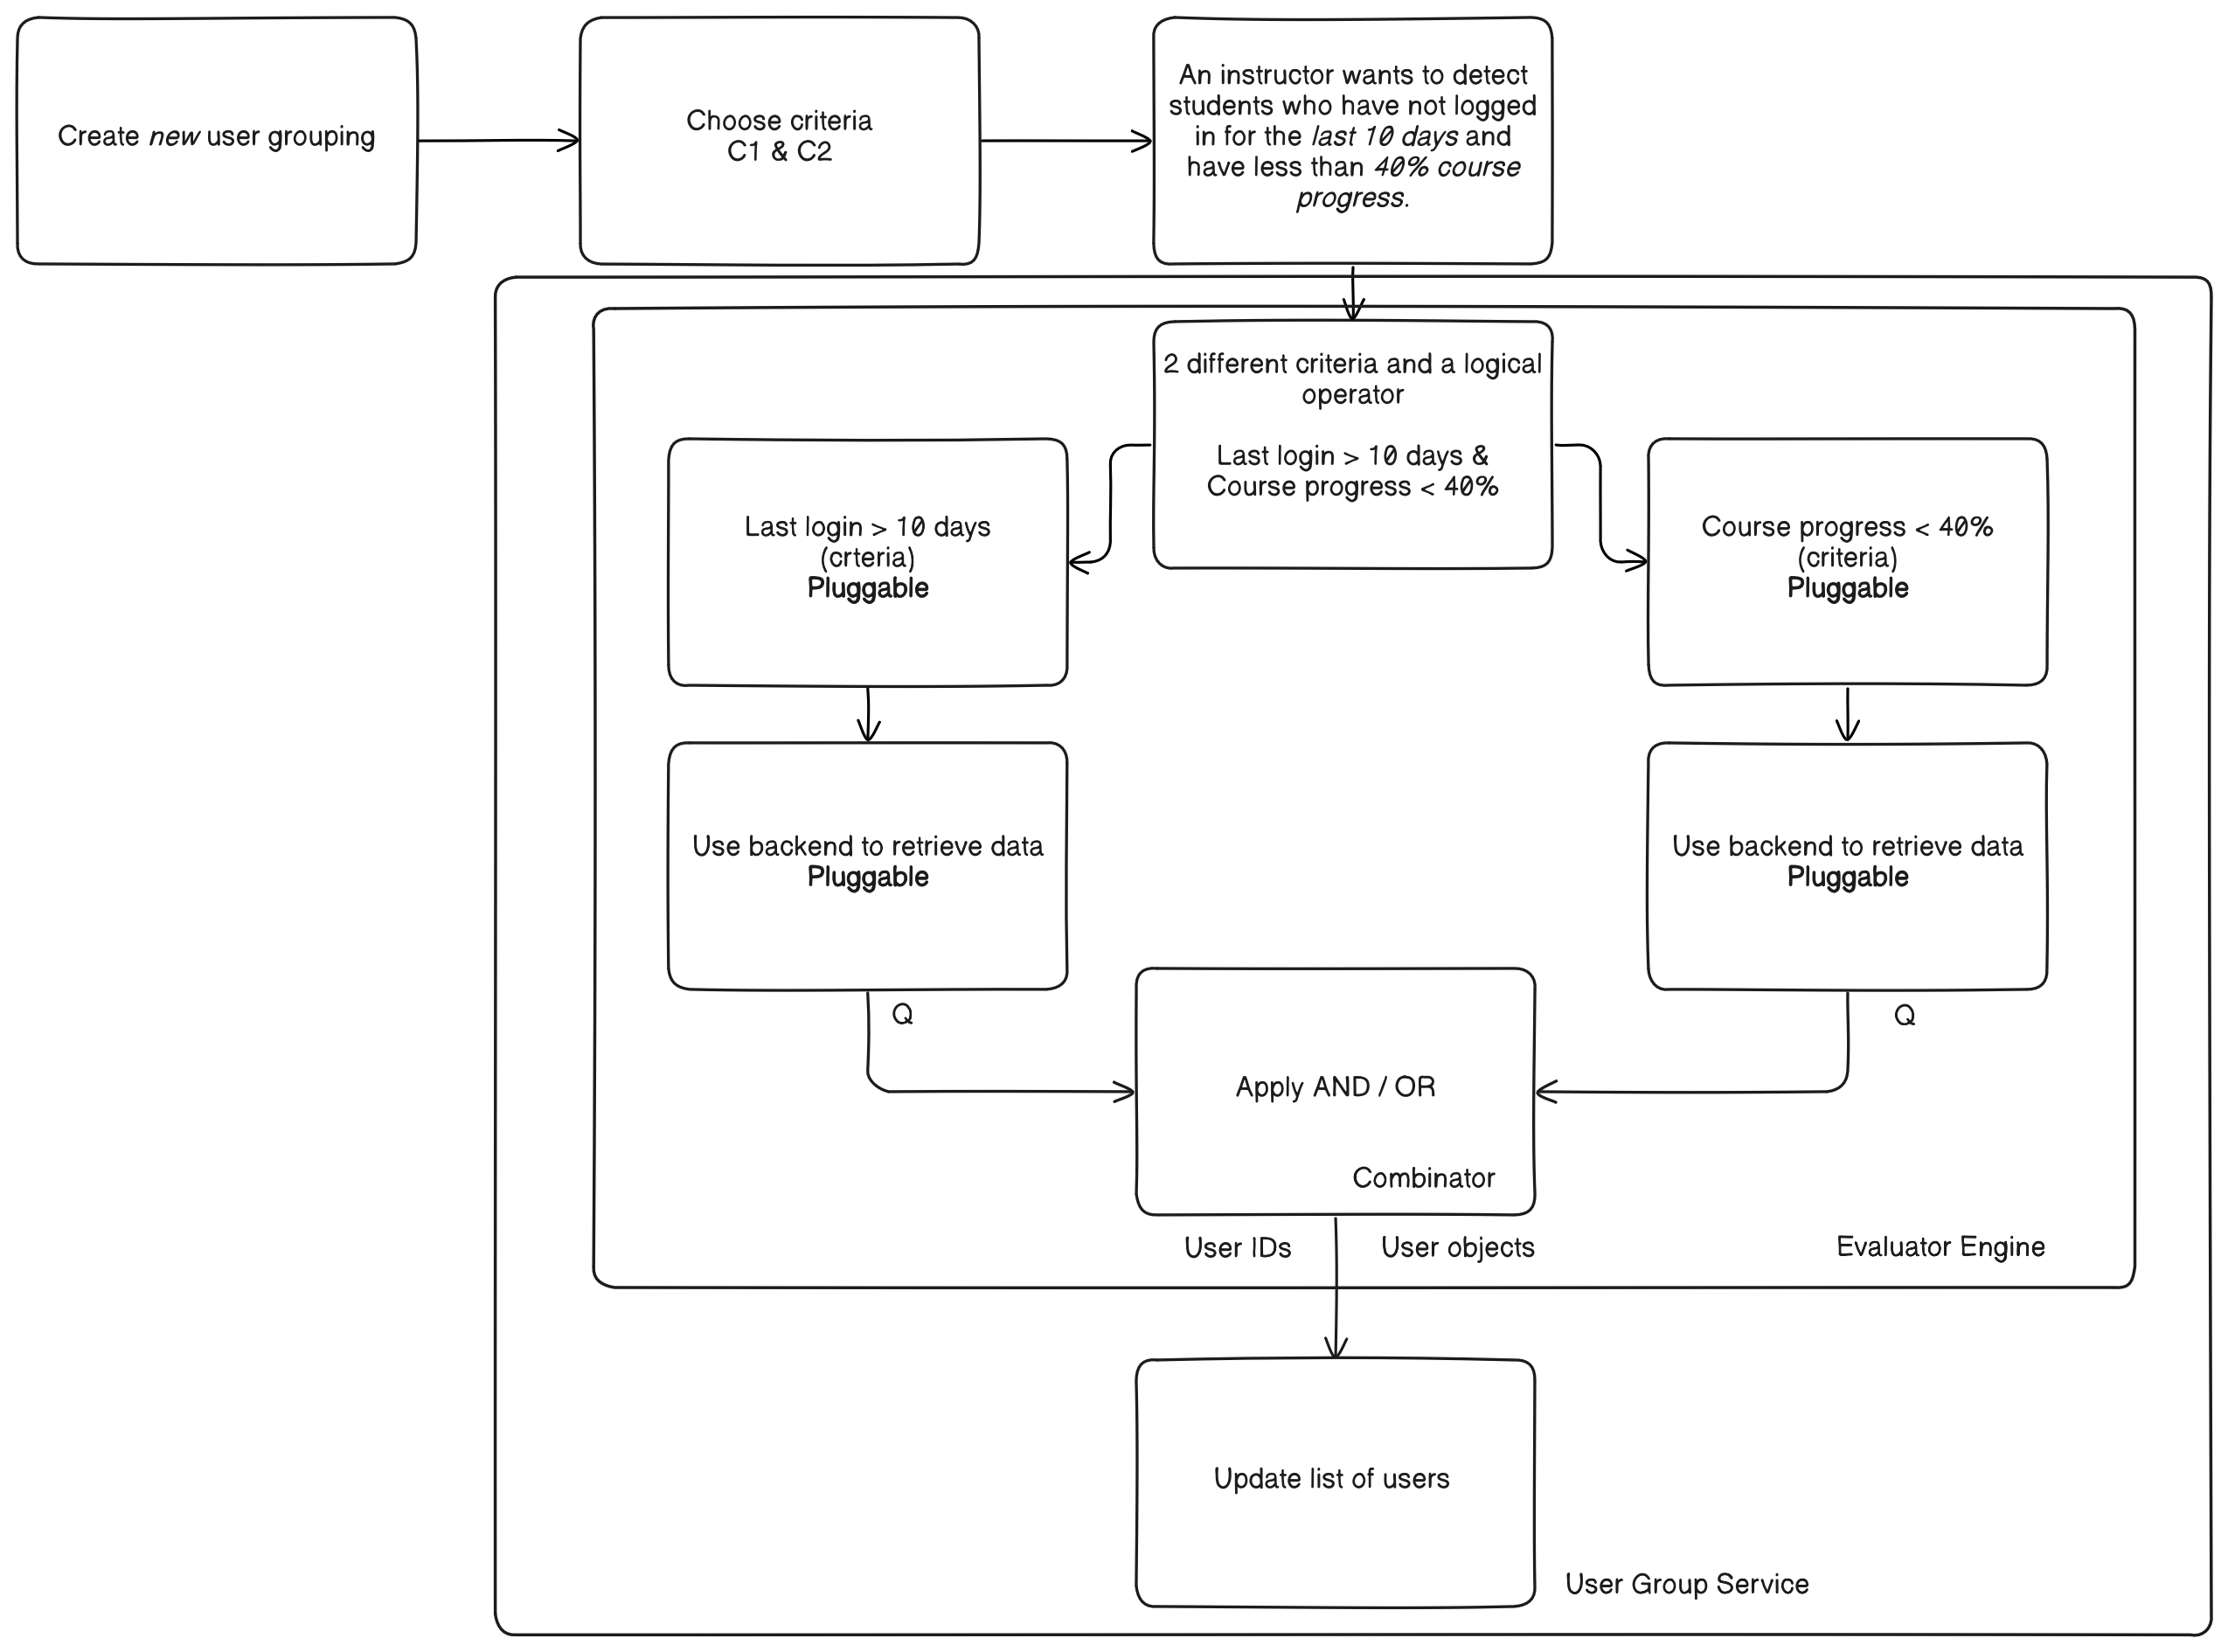 Create new user grouping
Choose criteria
C1 & C2
An instructor wants to detect
students who have not logged
in for the last 10 days and
have less than 40% course
progress.
2 different criteria and a logical
operator
Last login > 10 days &
Course progress < 40%
Last login > 10 days
(crteria)
Pluggable
Course progress < 40%
(criteria)
Pluggable
Use backend to retrieve data
Pluggable
Use backend to retrieve data
Pluggable
Q
Q
Apply AND / OR
Combinator
User IDs
User objects
Evaluator Engine
Update list of users
User Group Service